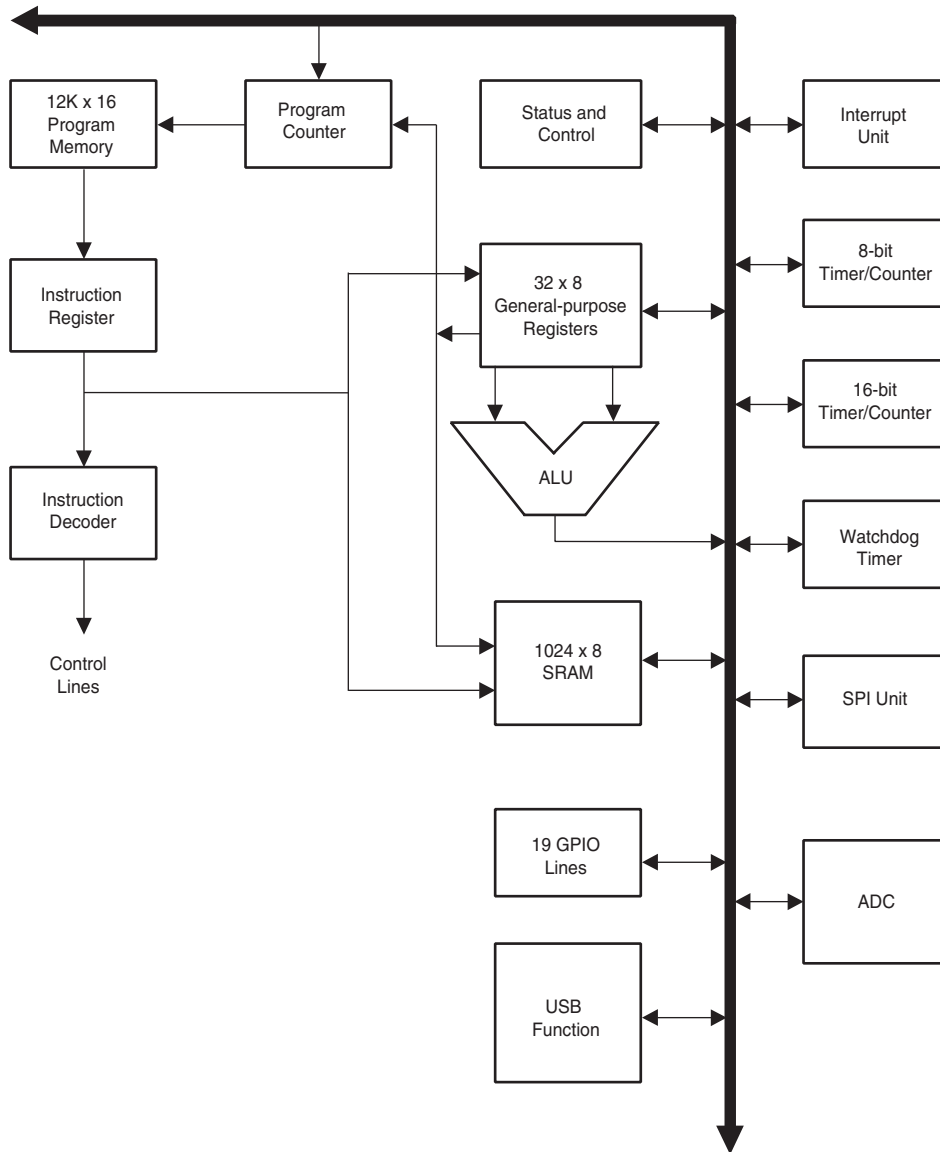 12K x 16
Program
Memory
Program
Counter
Status and
Control
Interrupt
Unit
8-bit
Timer/Counter
Instruction
Register
32 x 8
General-purpose
Registers
16-bit
Timer/Counter
Instruction
Decoder
ALU
Watchdog
Timer
Control
Lines
1024 x 8
SRAM
SPI Unit
19 GPIO
Lines
ADC
USB
Function